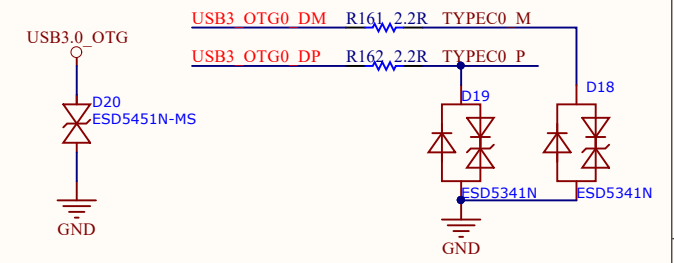 USB3_OTG0_DM R161 2.2R TYPEC0_M
USB3.0_OTG
USB3_OTG0_DP R162 2.2R TYPEC0_P
D20
ESD5451N-MS
D19
D18
ESD5341N
ESD5341N
GND
GND